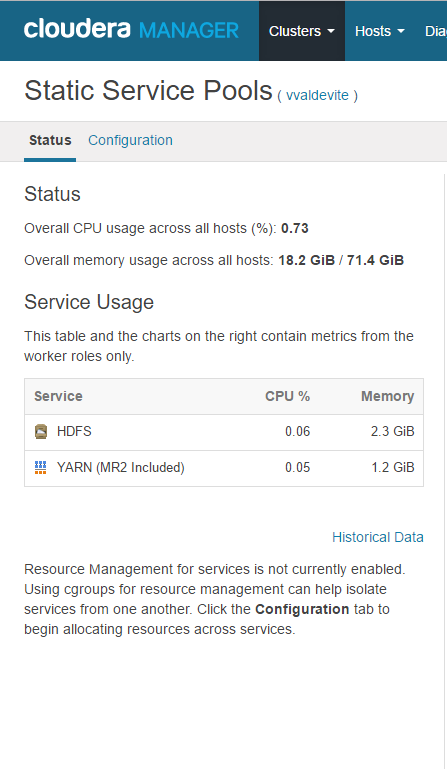 cloudera MANAGER Clusters Hosts
Static Service Pools ( vvaldevite )
Status Configuration
Status
Overall CPU usage across all hosts (%): 0.73
Overall memory usage across all hosts: 18.2 GiB / 71.4 GiB
Service Usage
This table and the charts on the right contain metrics from the
worker roles only.
Service CPU % Memory
HDFS 0.06 2.3 GiB
YARN (MR2 Included) 0.05 1.2 GiB
Historical Data
Resource Management for services is not currently enabled.
Using cgroups for resource management can help isolate
services from one another. Click the Configuration tab to
begin allocating resources across services.